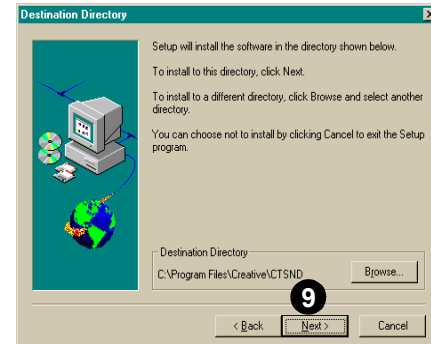 Destination Directory
Setup will install the software in the directory shown below.
To install to this directory, click Next.
To install to a different directory, click Browse and select another
directory.
You can choose not to install by clicking Cancel to exit the Setup
program.
Destination Directory
C:\Program Files\Creative\CTSND
Browse...
9
< Back
Next >
Cancel